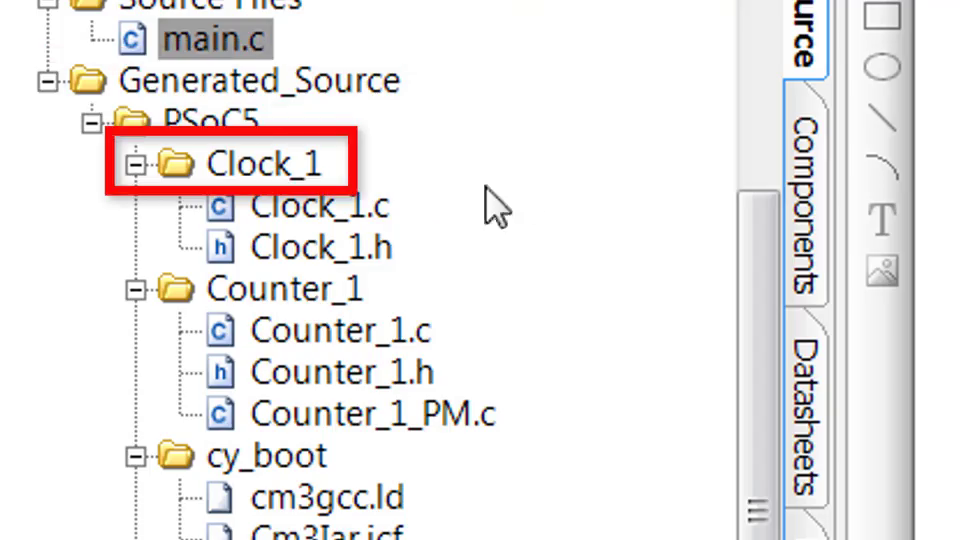 Source Files
main.c
Generated_Source
PSoC5
Clock_1
Clock_1.c
Clock_1.h
Counter_1
Counter_1.c
Counter_1.h
Counter_1_PM.c
cy_boot
cm3gcc.ld
Cm3Iar.icf
Components
Datasheets